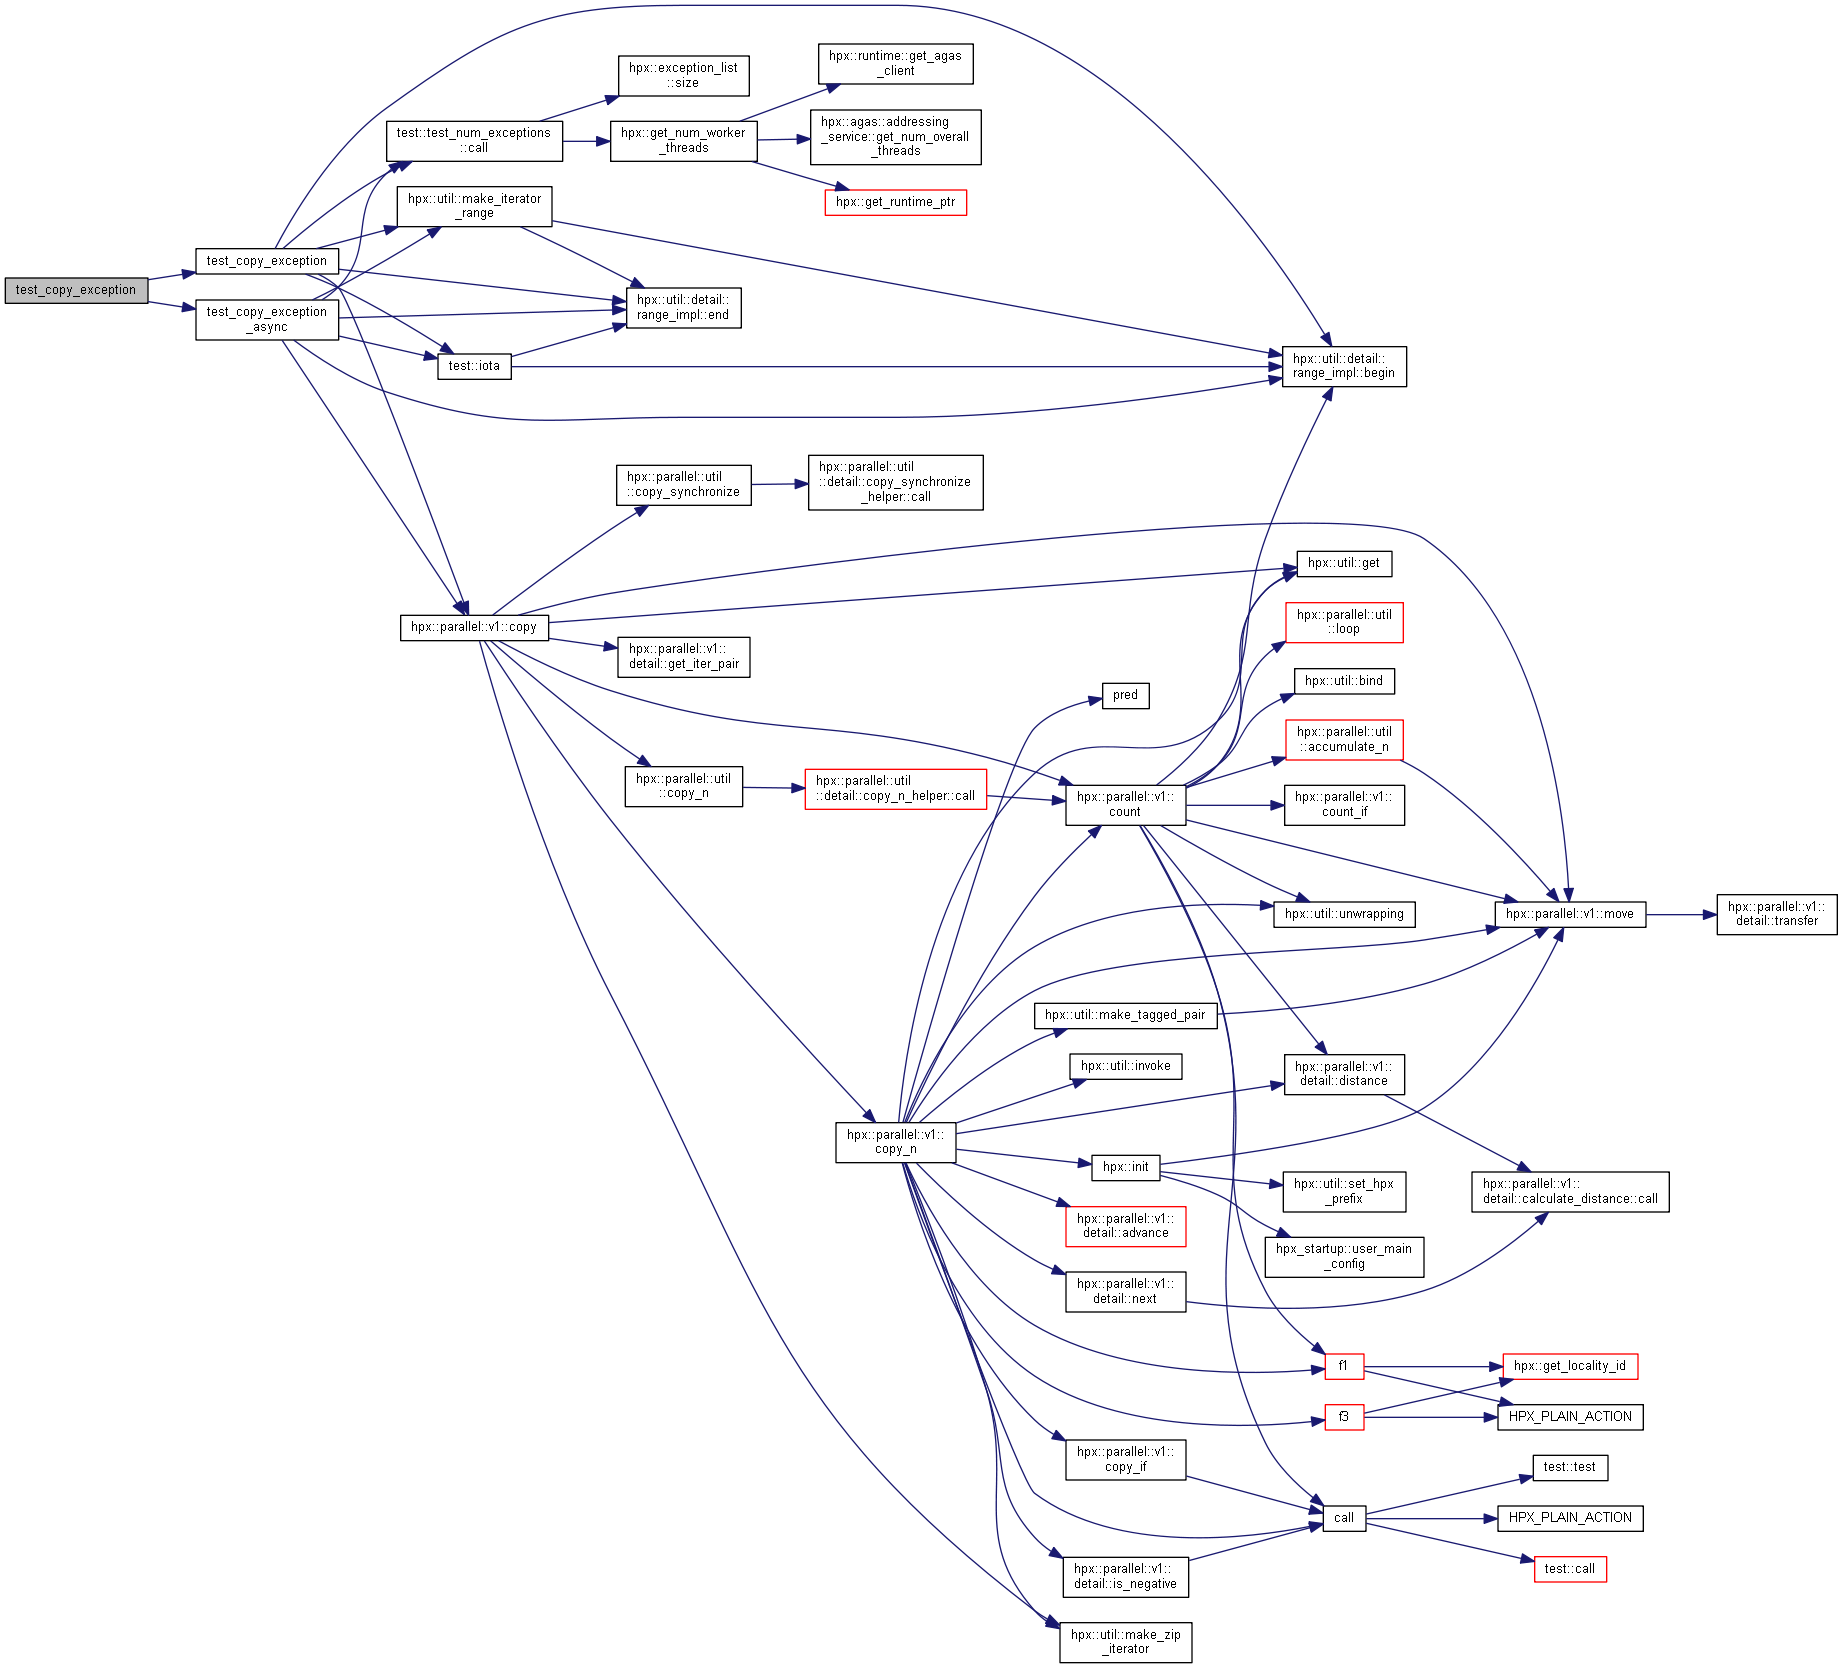 test_copy_exception
test_copy_exception
test_copy_exception
_async
test::test_num_exceptions
::call
hpx::util::make_iterator
_range
test::iota
hpx::parallel::v1::copy
hpx::exception_list
::size
hpx::get_num_worker
_threads
hpx::util::detail::
range_impl::end
hpx::parallel::util
::copy_synchronize
hpx::parallel::v1::
detail::get_iter_pair
hpx::parallel::util
::copy_n
hpx::runtime::get_agas
_client
hpx::agas::addressing
_service::get_num_overall
_threads
hpx::get_runtime_ptr
hpx::parallel::util
::detail::copy_synchronize
_helper::call
hpx::parallel::util
::detail::copy_n_helper::call
hpx::parallel::v1::
copy_n
pred
hpx::parallel::v1::
count
hpx::util::make_tagged_pair
hpx::util::invoke
hpx::init
hpx::parallel::v1::
detail::advance
hpx::parallel::v1::
detail::next
hpx::parallel::v1::
copy_if
hpx::parallel::v1::
detail::is_negative
hpx::util::make_zip
_iterator
hpx::util::detail::
range_impl::begin
hpx::util::get
hpx::parallel::util
::loop
hpx::util::bind
hpx::parallel::util
::accumulate_n
hpx::parallel::v1::
count_if
hpx::util::unwrapping
hpx::parallel::v1::
detail::distance
hpx::util::set_hpx
_prefix
hpx_startup::user_main
_config
f1
f3
call
hpx::parallel::v1::move
hpx::parallel::v1::
detail::calculate_distance::call
hpx::get_locality_id
HPX_PLAIN_ACTION
test::test
HPX_PLAIN_ACTION
test::call
hpx::parallel::v1::
detail::transfer